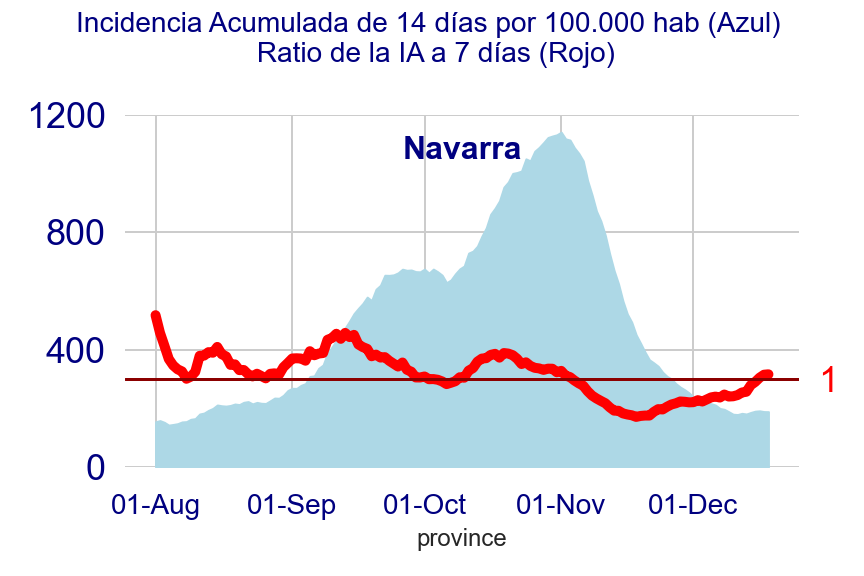 Incidencia Acumulada de 14 días por 100.000 hab (Azul)
Ratio de la IA a 7 días (Rojo)
1200
Navarra
800
400
1
0
01-Aug 01-Sep 01-Oct 01-Nov 01-Dec
province